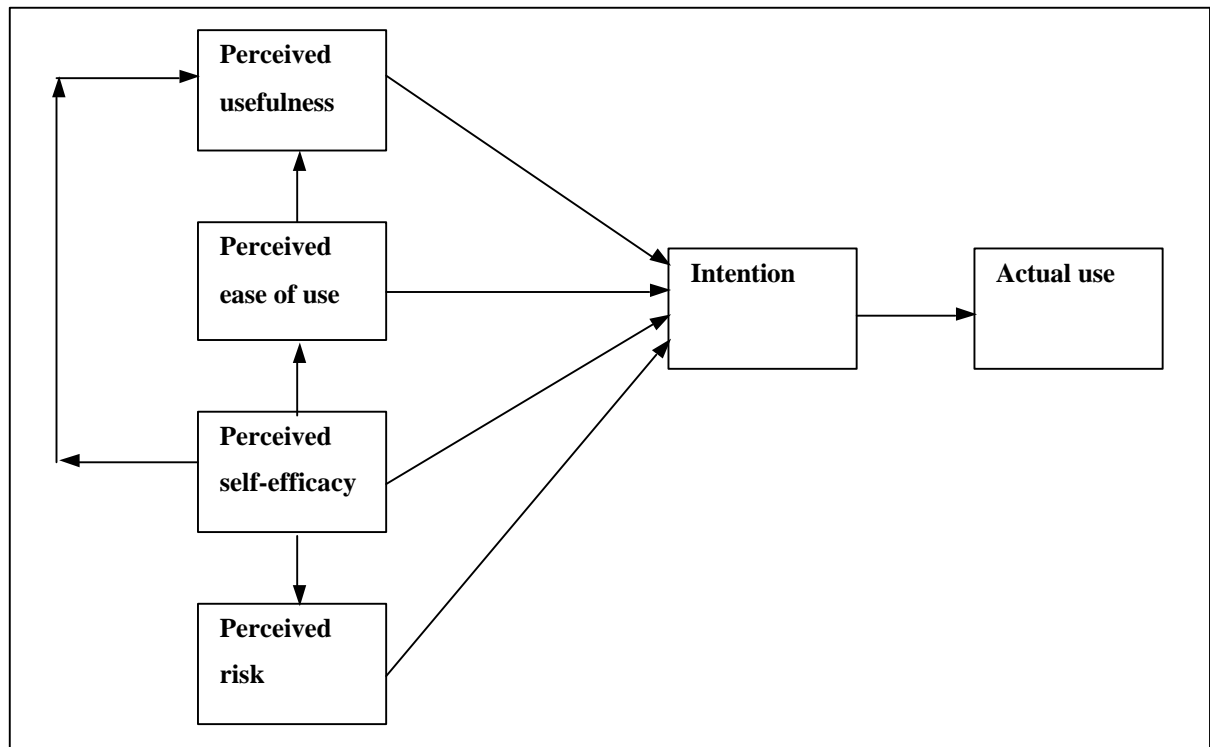 Perceived
usefulness
Perceived
ease of use
Intention
Actual use
Perceived
self-efficacy
Perceived
risk